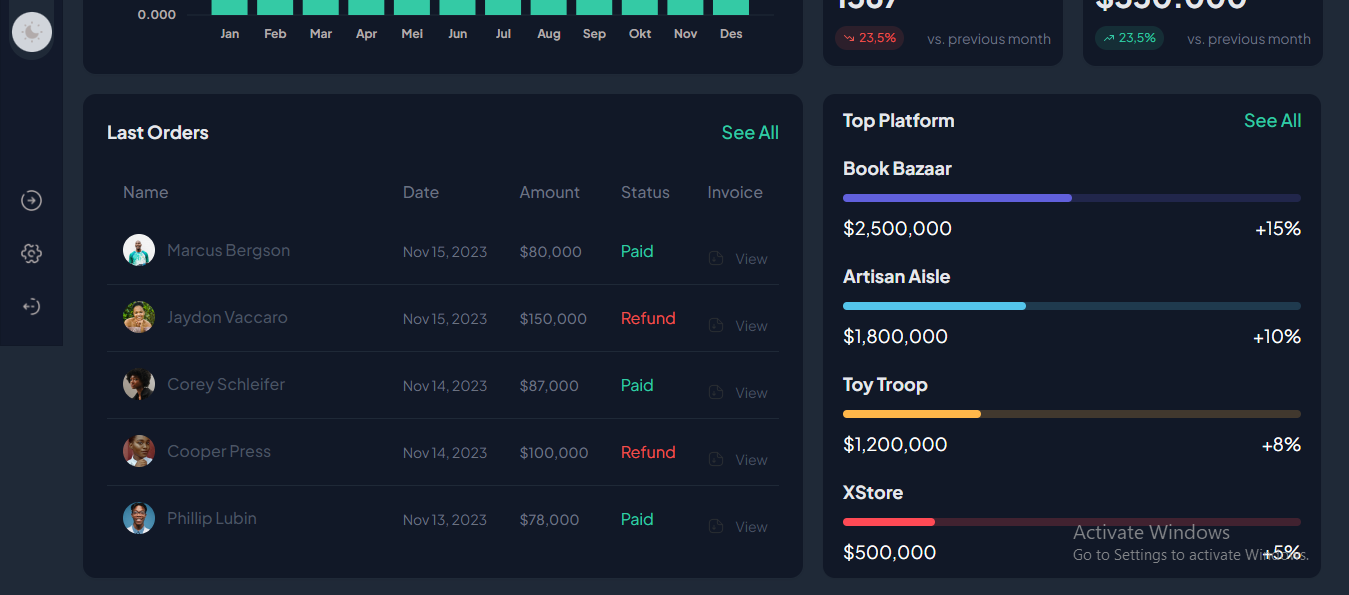 1587
$350.000
0.000
Jan Feb Mar Apr Mei Jun Jul Aug Sep Okt Nov Des
23,5% vs. previous month
23,5% vs. previous month
Last Orders See All
Name Date Amount Status Invoice
Marcus Bergson Nov 15, 2023 $80,000 Paid View
Jaydon Vaccaro Nov 15, 2023 $150,000 Refund View
Corey Schleifer Nov 14, 2023 $87,000 Paid View
Cooper Press Nov 14, 2023 $100,000 Refund View
Phillip Lubin Nov 13, 2023 $78,000 Paid View
Top Platform See All
Book Bazaar
$2,500,000 +15%
Artisan Aisle
$1,800,000 +10%
Toy Troop
$1,200,000 +8%
XStore
$500,000 +5%
Activate Windows
Go to Settings to activate Windows.